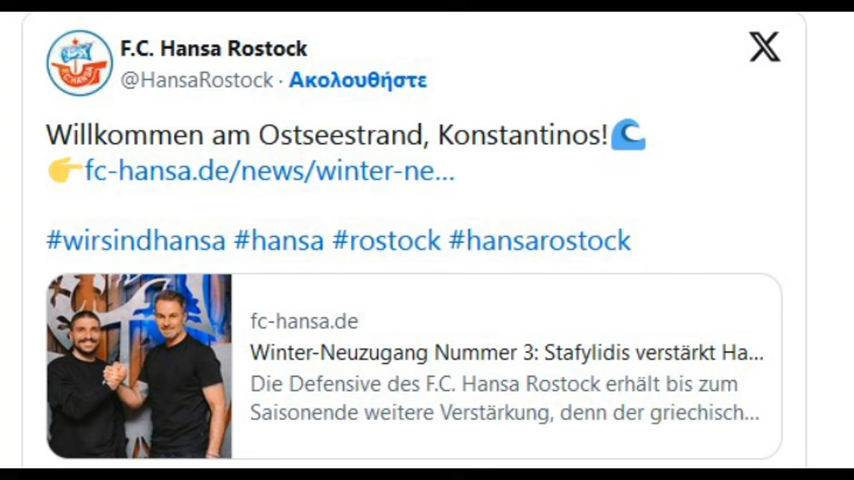 F.C. Hansa Rostock
@HansaRostock · Ακολουθήστε
Willkommen am Ostseestrand, Konstantinos!🌊
👉fc-hansa.de/news/winter-ne...
#wirsindhansa #hansa #rostock #hansarostock
fc-hansa.de
Winter-Neuzugang Nummer 3: Stafylidis verstärkt Ha...
Die Defensive des F.C. Hansa Rostock erhält bis zum
Saisonende weitere Verstärkung, denn der griechisch...